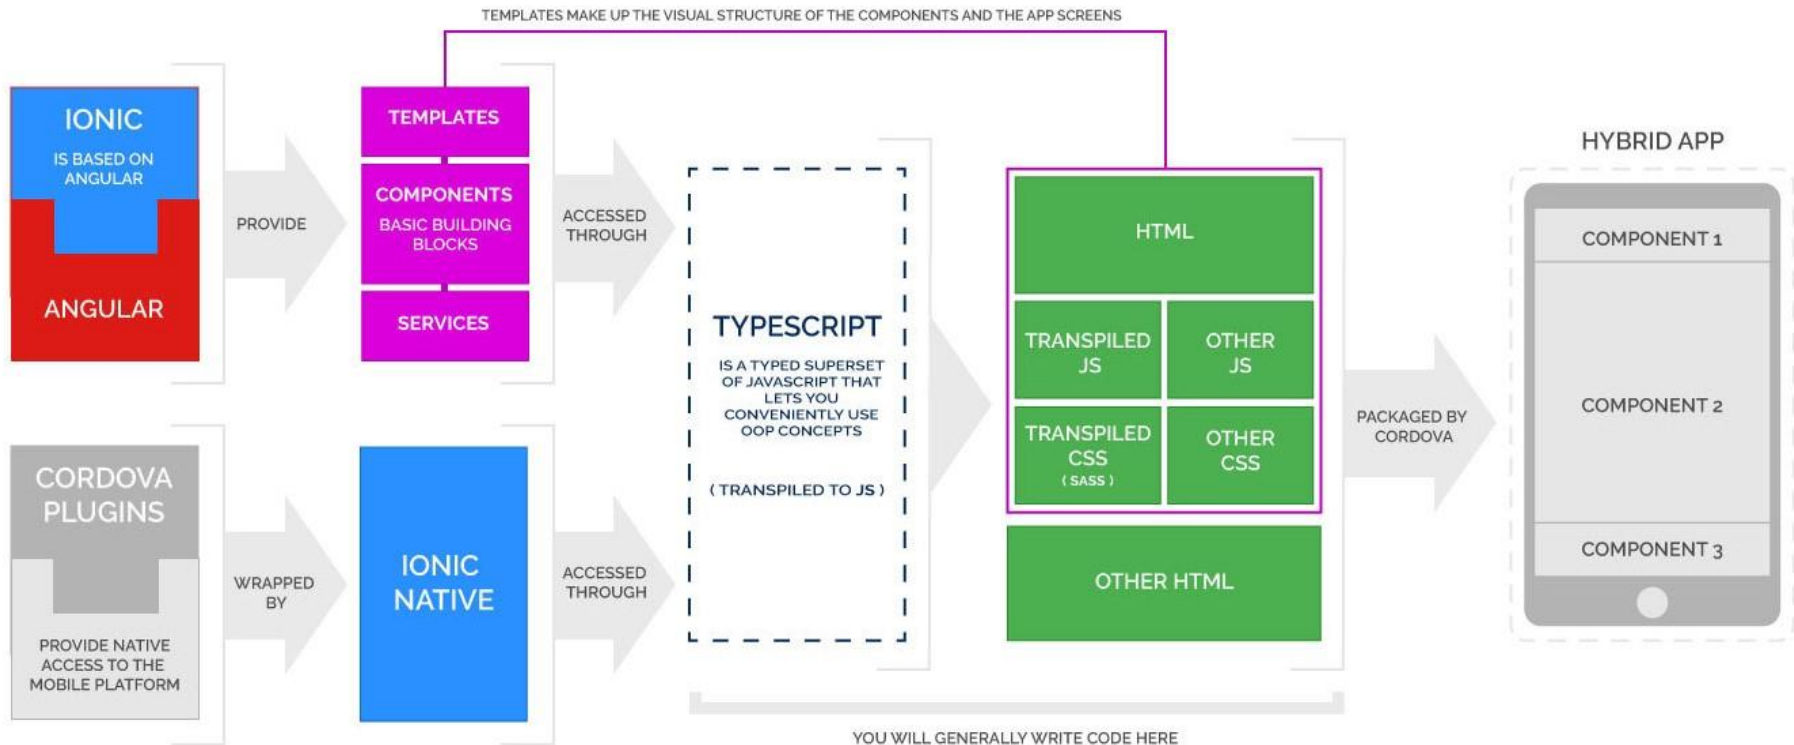 TEMPLATES MAKE UP THE VISUAL STRUCTURE OF THE COMPONENTS AND THE APP SCREENS
IONIC
IS BASED ON
ANGULAR
ANGULAR
PROVIDE
TEMPLATES
COMPONENTS
BASIC BUILDING
BLOCKS
SERVICES
ACCESSED
THROUGH
CORDOVA
PLUGINS
PROVIDE NATIVE
ACCESS TO THE
MOBILE PLATFORM
WRAPPED
BY
IONIC
NATIVE
ACCESSED
THROUGH
TYPESCRIPT
IS A TYPED SUPERSET
OF JAVASCRIPT THAT
LETS YOU
CONVENIENTLY USE
OOP CONCEPTS
( TRANSPILED TO JS )
HTML
TRANSPILED
JS
OTHER
JS
TRANSPILED
CSS
( SASS )
OTHER
CSS
OTHER HTML
YOU WILL GENERALLY WRITE CODE HERE
PACKAGED BY
CORDOVA
HYBRID APP
COMPONENT 1
COMPONENT 2
COMPONENT 3